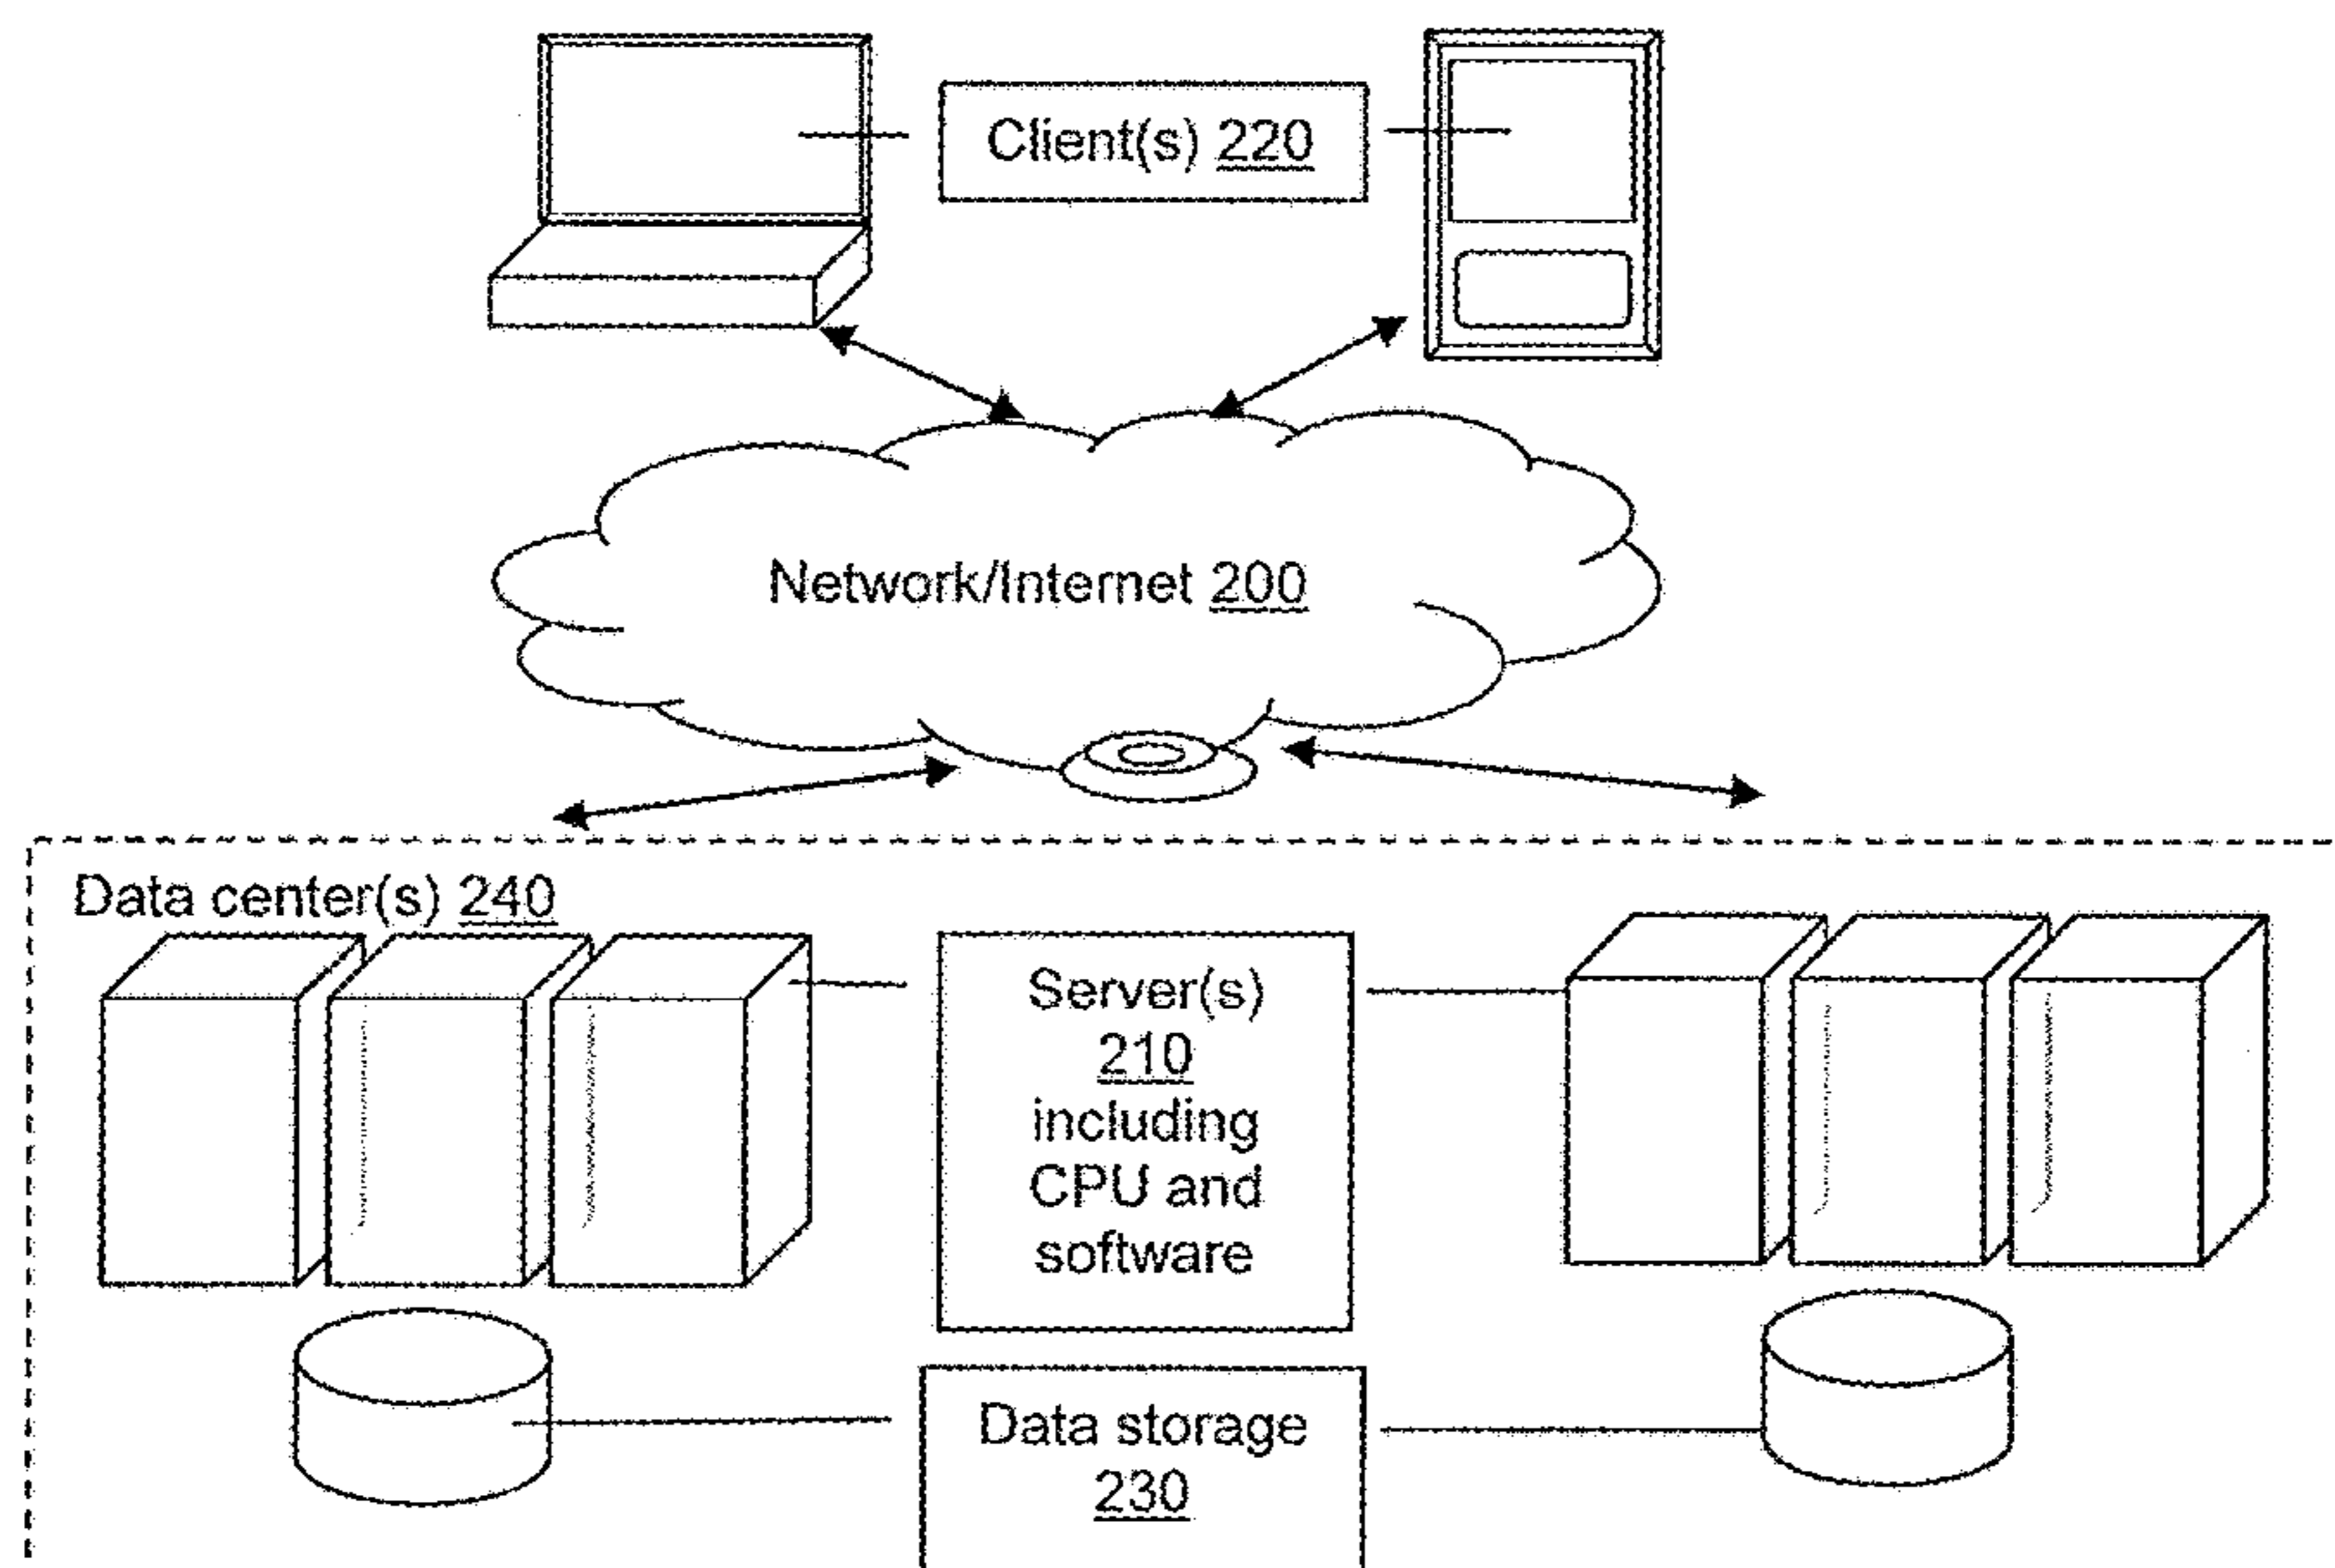 Client(s) 220
Network/Internet 200
Data center(s) 240
Server(s)
210
including
CPU and
software
Data storage
230